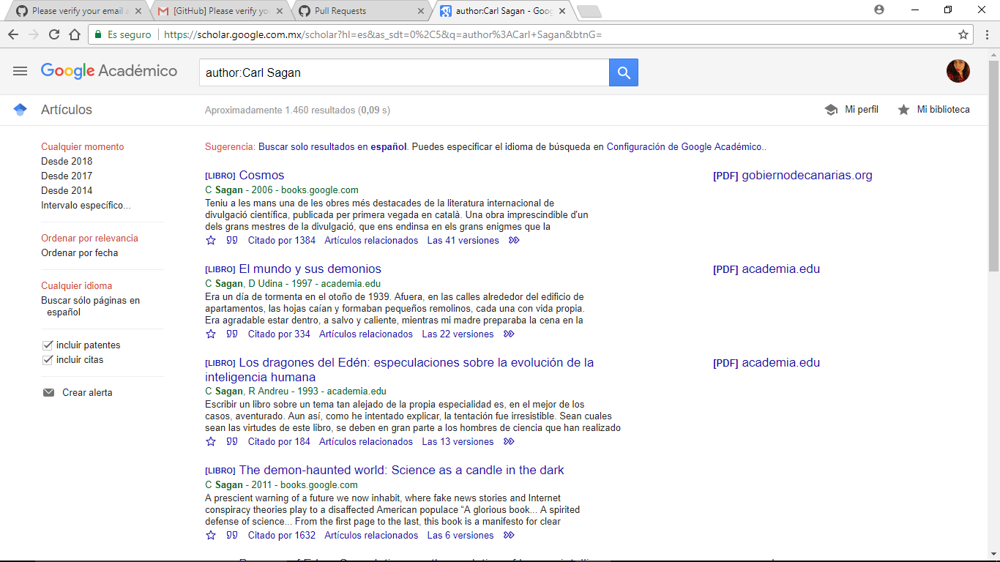 Please verify your email a
[GitHub] Please verify yo
Pull Requests
author:Carl Sagan - Goo
Es seguro
https://scholar.google.com.mx/scholar?hl=es&as_sdt=0%2C5&q=author%3ACarl+Sagan&btnG=
Google Académico
author:Carl Sagan
Artículos
Aproximadamente 1.460 resultados (0,09 s)
Mi perfil
Mi biblioteca
Cualquier momento
Desde 2018
Desde 2017
Desde 2014
Intervalo específico...
Ordenar por relevancia
Ordenar por fecha
Cualquier idioma
Buscar sólo páginas en
español
incluir patentes
incluir citas
Crear alerta
Sugerencia: Buscar solo resultados en español. Puedes especificar el idioma de búsqueda en Configuración de Google Académico..
[LIBRO] Cosmos
[PDF] gobiernodecanarias.org
C Sagan - 2006 - books.google.com
Teniu a les mans una de les obres més destacades de la literatura internacional de
divulgació científica, publicada per primera vegada en català. Una obra imprescindible d'un
dels grans mestres de la divulgació, que ens endinsa en els grans enigmes que la
Citado por 1384 Artículos relacionados Las 41 versiones
[LIBRO] El mundo y sus demonios
[PDF] academia.edu
C Sagan, D Udina - 1997 - academia.edu
Era un día de tormenta en el otoño de 1939. Afuera, en las calles alrededor del edificio de
apartamentos, las hojas caían y formaban pequeños remolinos, cada una con vida propia.
Era agradable estar dentro, a salvo y caliente, mientras mi madre preparaba la cena en la
Citado por 334 Artículos relacionados Las 22 versiones
[LIBRO] Los dragones del Edén: especulaciones sobre la evolución de la
inteligencia humana
[PDF] academia.edu
C Sagan, R Andreu - 1993 - academia.edu
Escribir un libro sobre un tema tan alejado de la propia especialidad es, en el mejor de los
casos, aventurado. Aun así, como he intentado explicar, la tentación fue irresistible. Sean cuales
sean las virtudes de este libro, se deben en gran parte a los hombres de ciencia que han realizado
Citado por 184 Artículos relacionados Las 13 versiones
[LIBRO] The demon-haunted world: Science as a candle in the dark
C Sagan - 2011 - books.google.com
A prescient warning of a future we now inhabit, where fake news stories and Internet
conspiracy theories play to a disaffected American populace “A glorious book... A spirited
defense of science... From the first page to the last, this book is a manifesto for clear
Citado por 1632 Artículos relacionados Las 6 versiones